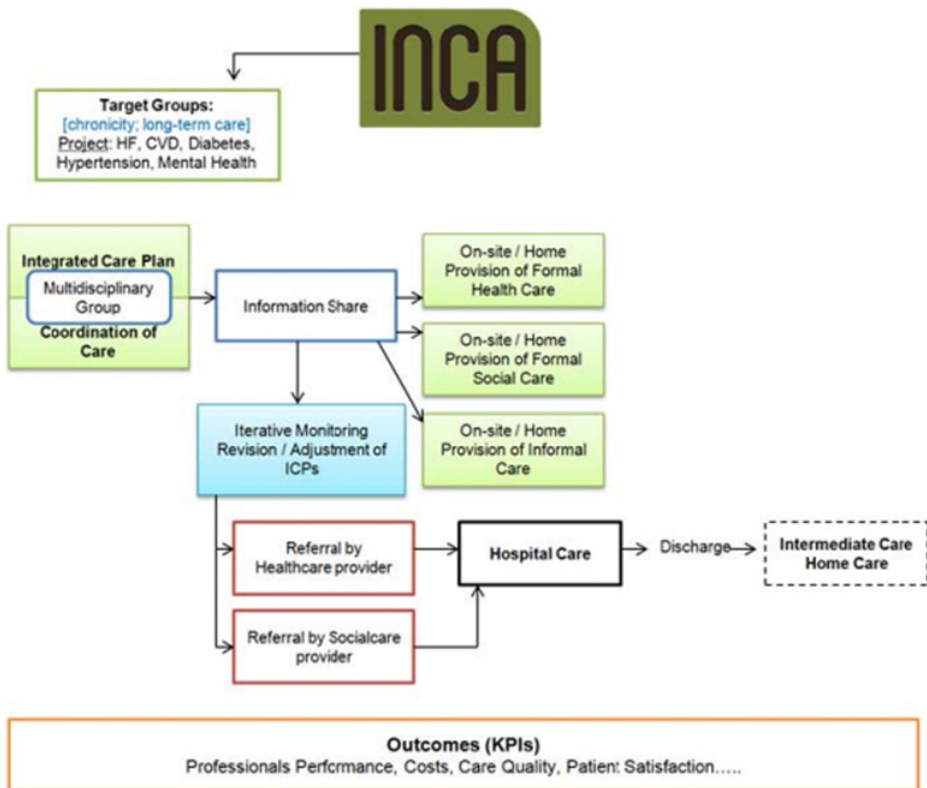 INCA
Target Groups:
[chronicity; long-term care]
Project: HF, CVD, Diabetes,
Hypertension, Mental Health
Integrated Care Plan
Multidisciplinary
Group
Coordination of
Care
Information Share
On-site / Home
Provision of Formal
Health Care
On-site / Home
Provision of Formal
Social Care
On-site / Home
Provision of Informal
Care
Iterative Monitoring
Revision / Adjustment of
ICPs
Referral by
Healthcare provider
Hospital Care
Discharge
Intermediate Care
Home Care
Referral by Socialcare
provider
Outcomes (KPIs)
Professionals Performance, Costs, Care Quality, Patient Satisfaction.....